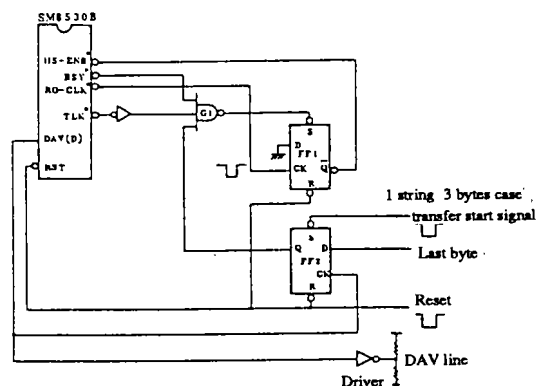 SM8530B
HS-ENB*
BSY*
RO-CLK*
TLK*
DAV(D)
RST
G1
S
D
FF1
CK
Q
R
1 string 3 bytes case
transfer start signal
S
Q
D
FF2
CK
R
Last byte
Reset
DAV line
Driver